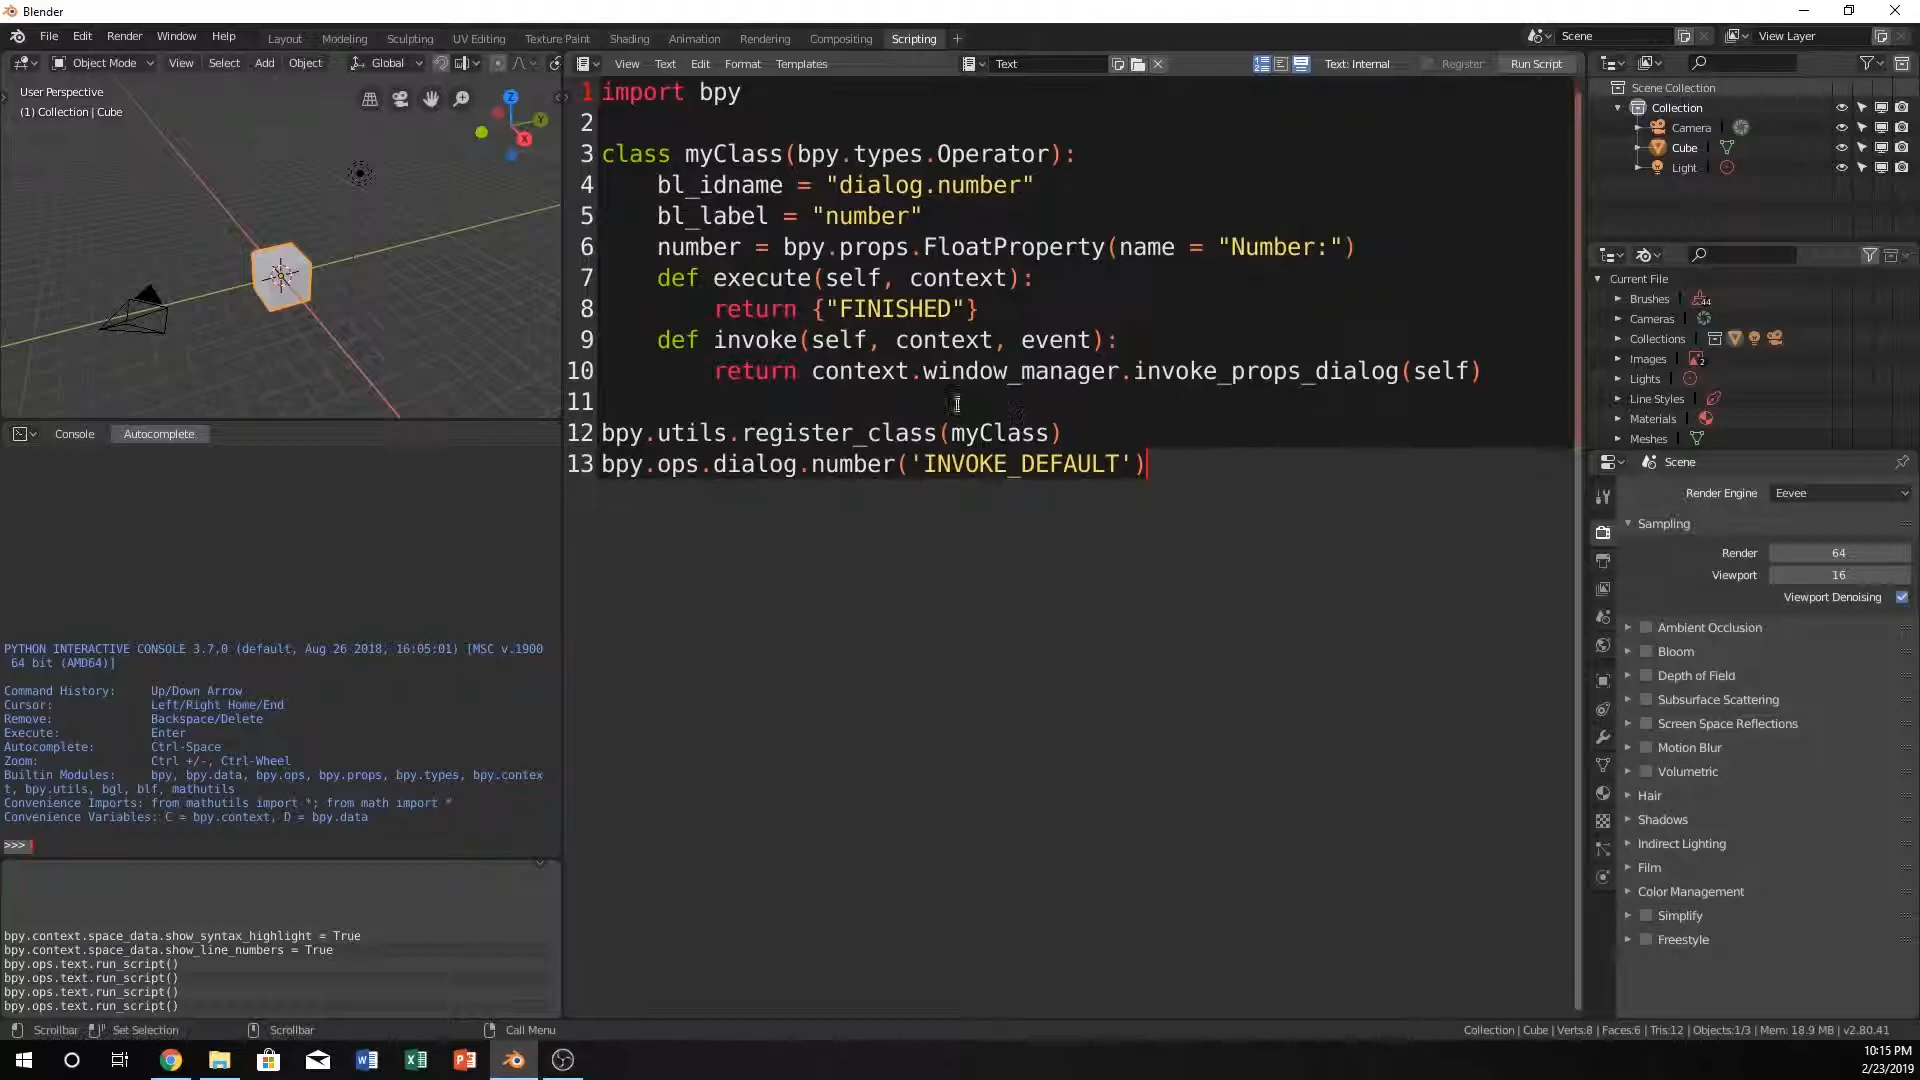 Blender
File Edit Render Window Help Layout Modeling Sculpting UV Editing Texture Paint Shading Animation Rendering Compositing Scripting + Scene View Layer
Object Mode View Select Add Object Global View Text Edit Format Templates Text Text: Internal Register Run Script
User Perspective
(1) Collection | Cube
Z
Y
X
1 import bpy
2
3 class myClass(bpy.types.Operator):
4 bl_idname = "dialog.number"
5 bl_label = "number"
6 number = bpy.props.FloatProperty(name = "Number:")
7 def execute(self, context):
8 return {"FINISHED"}
9 def invoke(self, context, event):
10 return context.window_manager.invoke_props_dialog(self)
11
12 bpy.utils.register_class(myClass)
13 bpy.ops.dialog.number('INVOKE_DEFAULT')
Console Autocomplete
PYTHON INTERACTIVE CONSOLE 3.7.0 (default, Aug 26 2018, 16:05:01) [MSC v.1900
64 bit (AMD64)]
Command History: Up/Down Arrow
Cursor: Left/Right Home/End
Remove: Backspace/Delete
Execute: Enter
Autocomplete: Ctrl-Space
Zoom: Ctrl +/-, Ctrl-Wheel
Builtin Modules: bpy, bpy.data, bpy.ops, bpy.props, bpy.types, bpy.contex
t, bpy.utils, bgl, blf, mathutils
Convenience Imports: from mathutils import *; from math import *
Convenience Variables: C = bpy.context, D = bpy.data
>>>
bpy.context.space_data.show_syntax_highlight = True
bpy.context.space_data.show_line_numbers = True
bpy.ops.text.run_script()
bpy.ops.text.run_script()
bpy.ops.text.run_script()
bpy.ops.text.run_script()
Scene Collection
Collection
Camera
Cube
Light
Current File
Brushes 44
Cameras
Collections
Images 2
Lights
Line Styles
Materials
Meshes
Scene
Render Engine Eevee
Sampling
Render 64
Viewport 16
Viewport Denoising
Ambient Occlusion
Bloom
Depth of Field
Subsurface Scattering
Screen Space Reflections
Motion Blur
Volumetric
Hair
Shadows
Indirect Lighting
Film
Color Management
Simplify
Freestyle
Scrollbar Set Selection Scrollbar Call Menu Collection | Cube | Verts:8 | Faces:6 | Tris:12 | Objects:1/3 | Mem: 18.9 MB | v2.80.41
10:15 PM
2/23/2019